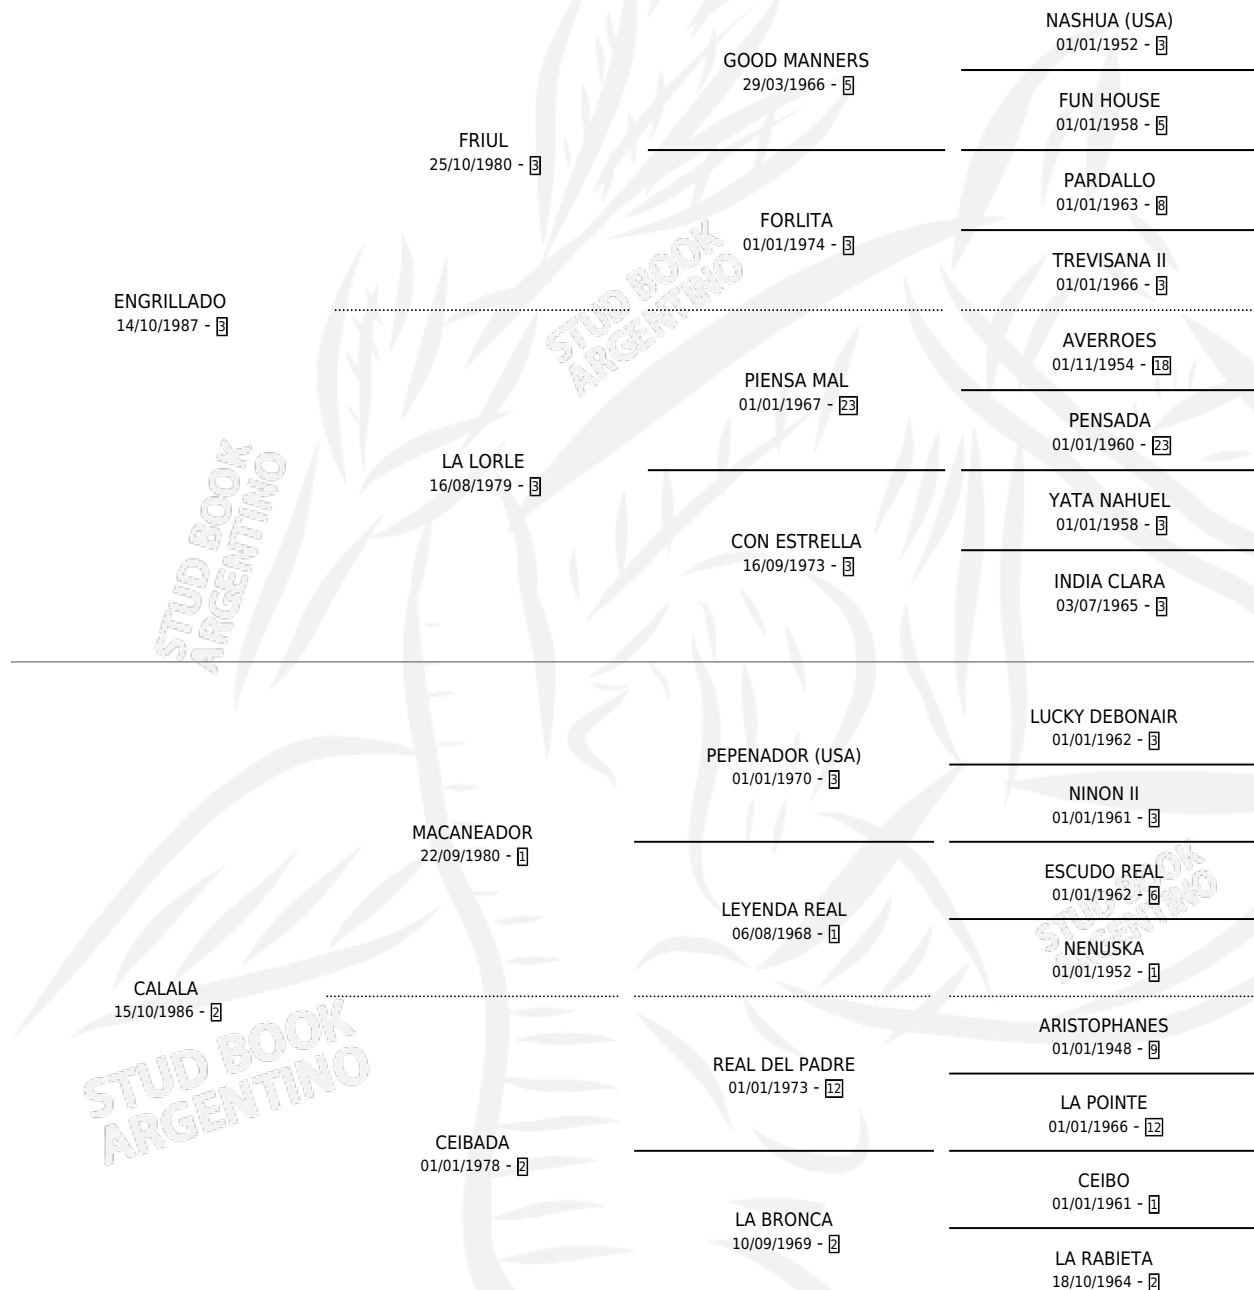 NASHUA (USA)
01/01/1952 - 3
GOOD MANNERS
29/03/1966 - 5
FUN HOUSE
01/01/1958 - 5
FRIUL
25/10/1980 - 3
PARDALLO
01/01/1963 - 8
FORLITA
01/01/1974 - 3
TREVISANA II
01/01/1966 - 3
ENGRILLADO
14/10/1987 - 3
STUD BOOK
ARGENTINO
AVERROES
01/11/1954 - 18
PIENSA MAL
01/01/1967 - 23
PENSADA
01/01/1960 - 23
LA LORLE
16/08/1979 - 3
YATA NAHUEL
01/01/1958 - 3
CON ESTRELLA
16/09/1973 - 3
INDIA CLARA
03/07/1965 - 3
STUD BOOK
ARGENTINO
LUCKY DEBONAIR
01/01/1962 - 3
PEPENADOR (USA)
01/01/1970 - 3
NINON II
01/01/1961 - 3
MACANEADOR
22/09/1980 - 1
ESCUDO REAL
01/01/1962 - 6
LEYENDA REAL
06/08/1968 - 1
STUD BOOK
ARGENTINO
NENUSKA
01/01/1952 - 1
CALALA
15/10/1986 - 2
STUD BOOK
ARGENTINO
ARISTOPHANES
01/01/1948 - 9
REAL DEL PADRE
01/01/1973 - 12
LA POINTE
01/01/1966 - 12
CEIBADA
01/01/1978 - 2
CEIBO
01/01/1961 - 1
LA BRONCA
10/09/1969 - 2
LA RABIETA
18/10/1964 - 2